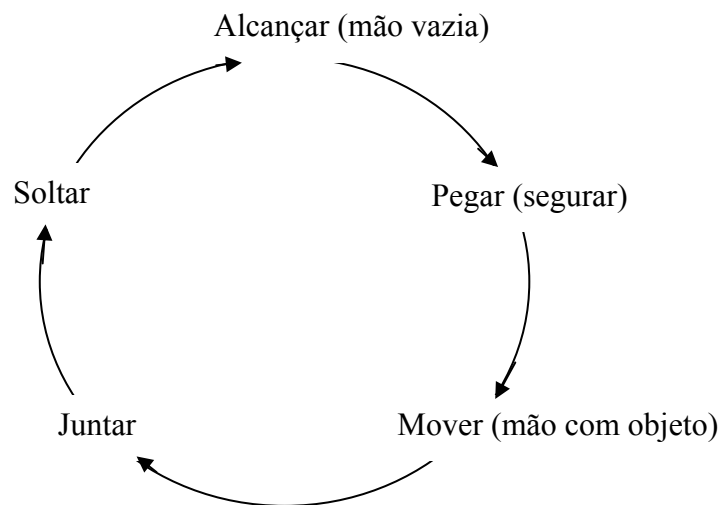 Alcançar (mão vazia)
Soltar
Pegar (segurar)
Juntar
Mover (mão com objeto)